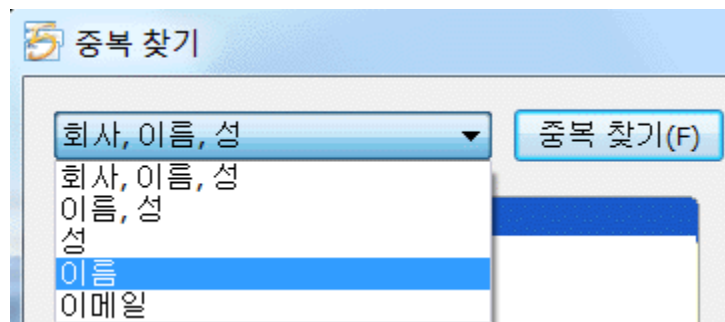 중복 찾기
회사, 이름, 성
중복 찾기(F)
회사, 이름, 성
이름, 성
성
이름
이메일